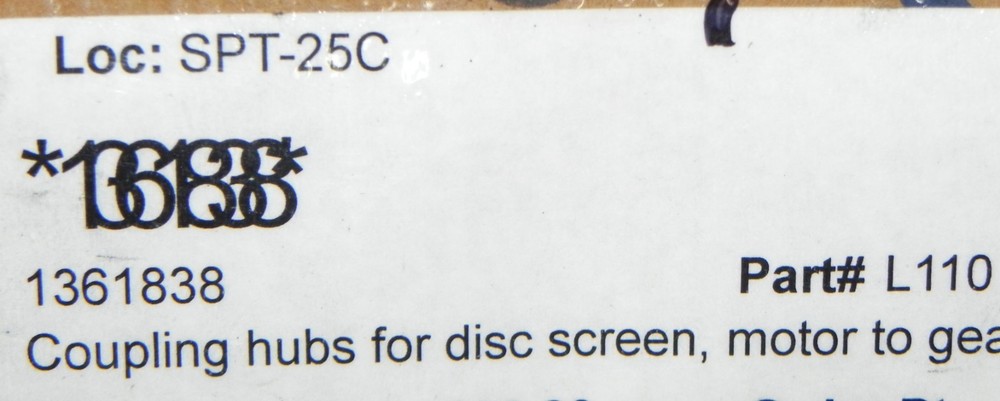 Loc: SPT-25C
*1361838*
1361838 Part# L110
Coupling hubs for disc screen, motor to gea